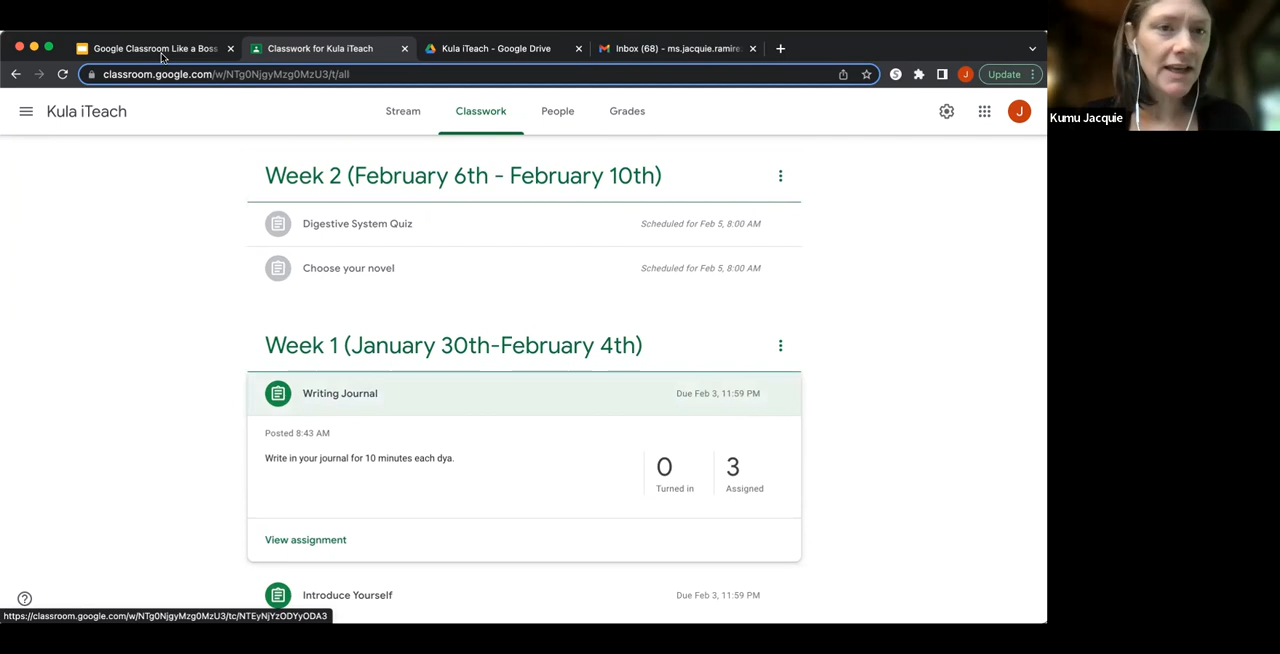 Google Classroom Like a Boss
Classwork for Kula iTeach
Kula iTeach - Google Drive
Inbox (68) - ms.jacquie.ramire
classroom.google.com/w/NTg0NjgyMzg0MzU3/t/all
J
Update
Kula iTeach
Stream
Classwork
People
Grades
J
Kumu Jacquie
Week 2 (February 6th - February 10th)
Digestive System Quiz
Scheduled for Feb 5, 8:00 AM
Choose your novel
Scheduled for Feb 5, 8:00 AM
Week 1 (January 30th-February 4th)
Writing Journal
Due Feb 3, 11:59 PM
Posted 8:43 AM
Write in your journal for 10 minutes each dya.
0
Turned in
3
Assigned
View assignment
Introduce Yourself
Due Feb 3, 11:59 PM
https://classroom.google.com/w/NTg0NjgyMzg0MzU3/tc/NTEyNjYzODYyODA3